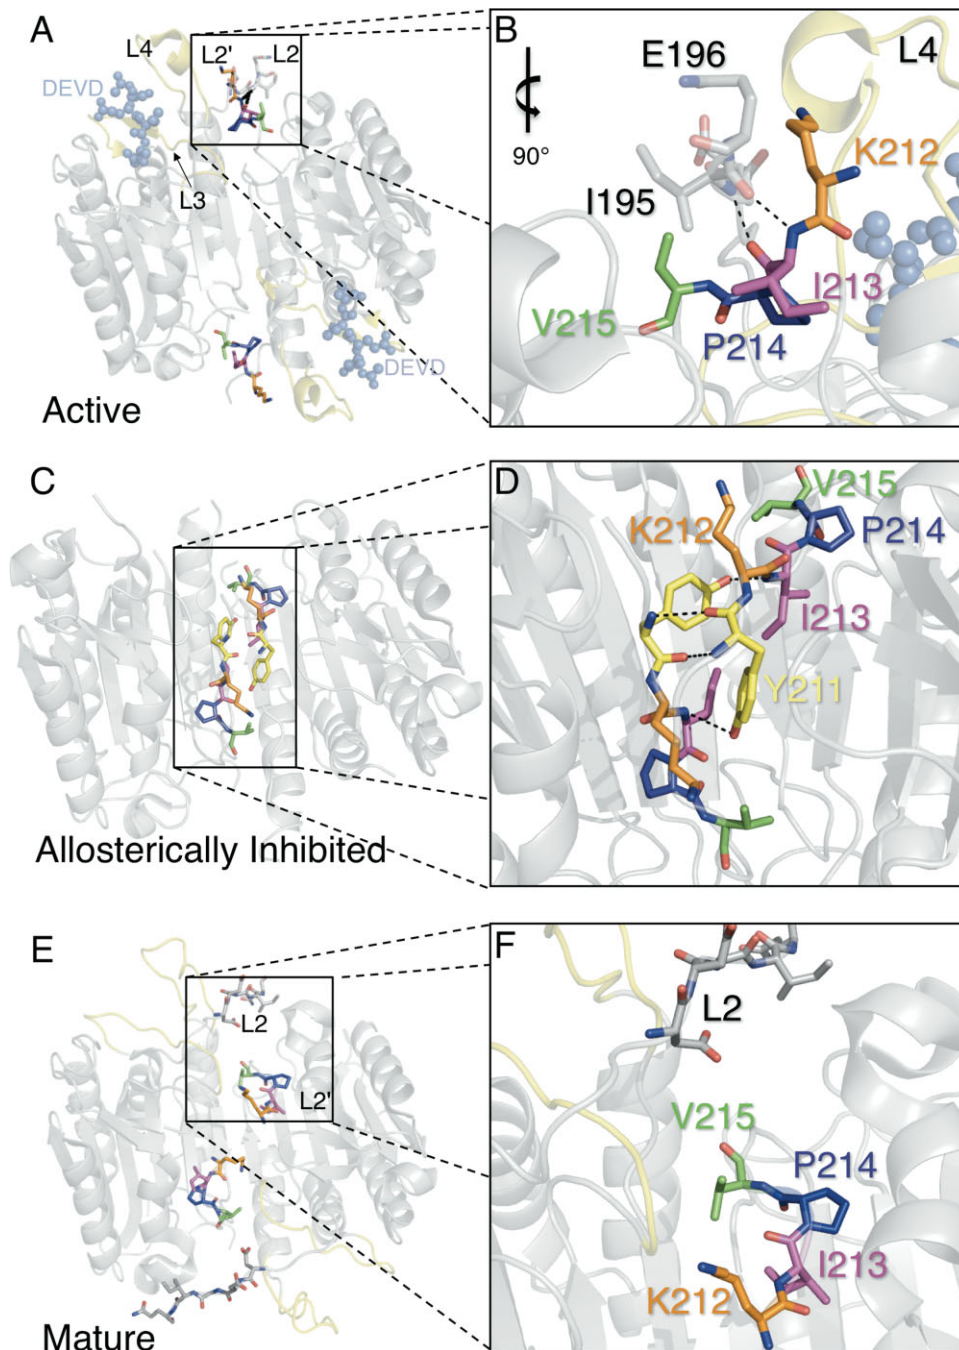 A
L4
L2'
L2
DEVD
L3
DEVD
Active
B
90°
E196
L4
K212
I195
V215
I213
P214
C
Allosterically Inhibited
D
V215
K212
P214
I213
Y211
E
L2
L2'
Mature
F
L2
V215
P214
I213
K212